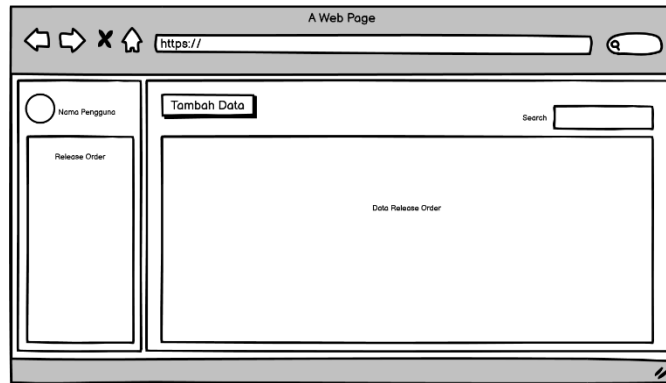 A Web Page
https://
Nama Pengguna
Release Order
Tambah Data
Search
Data Release Order